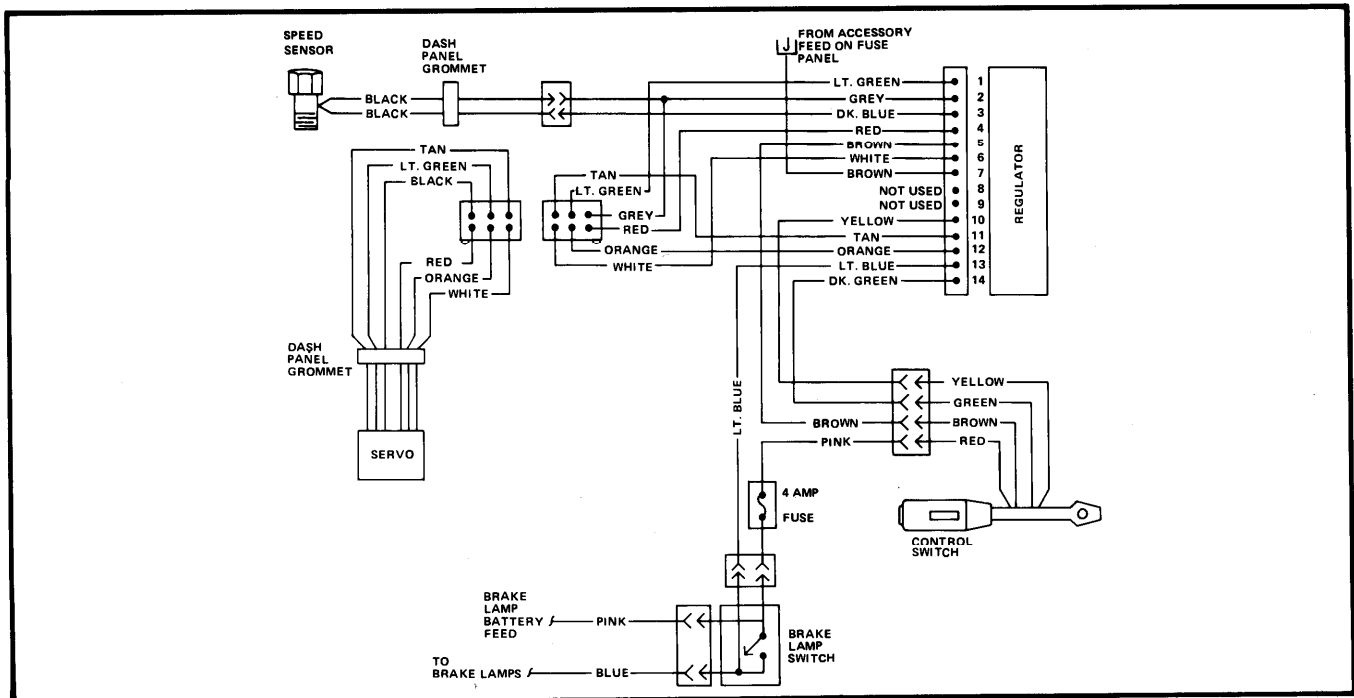 SPEED
SENSOR
DASH
PANEL
GROMMET
J
FROM ACCESSORY
FEED ON FUSE
PANEL
BLACK
BLACK
LT. GREEN
GREY
DK. BLUE
RED
BROWN
WHITE
BROWN
NOT USED
NOT USED
YELLOW
TAN
ORANGE
LT. BLUE
DK. GREEN
1
2
3
4
5
6
7
8
9
10
11
12
13
14
REGULATOR
TAN
LT. GREEN
BLACK
RED
ORANGE
WHITE
TAN
LT. GREEN
GREY
RED
ORANGE
WHITE
DASH
PANEL
GROMMET
SERVO
LT. BLUE
YELLOW
GREEN
BROWN
BROWN
PINK
RED
4 AMP
FUSE
CONTROL
SWITCH
BRAKE
LAMP
BATTERY
FEED
PINK
TO
BRAKE LAMPS
BLUE
BRAKE
LAMP
SWITCH